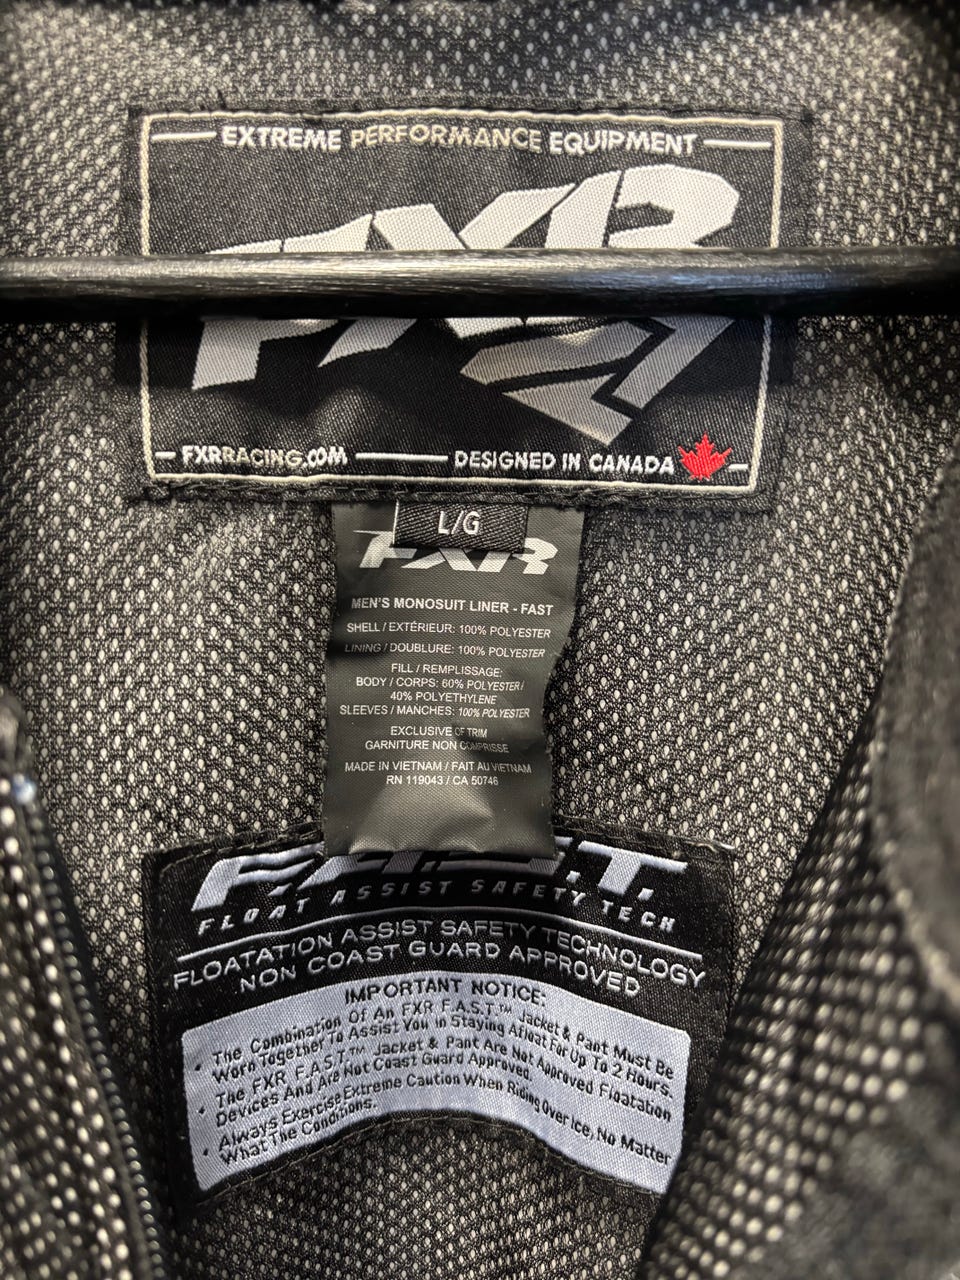 EXTREME PERFORMANCE EQUIPMENT
FXR
FXRRACING.COM
DESIGNED IN CANADA
L/G
FXR
MEN'S MONOSUIT LINER - FAST
SHELL / EXTÉRIEUR: 100% POLYESTER
LINING / DOUBLURE: 100% POLYESTER
FILL / REMPLISSAGE:
BODY / CORPS: 60% POLYESTER/
40% POLYETHYLENE
SLEEVES / MANCHES: 100% POLYESTER
EXCLUSIVE OF TRIM
GARNITURE NON COMPRISSE
MADE IN VIETNAM / FAIT AU VIETNAM
RN 119043 / CA 50746
F.A.S.T.
FLOAT ASSIST SAFETY TECH
FLOATATION ASSIST SAFETY TECHNOLOGY
NON COAST GUARD APPROVED
IMPORTANT NOTICE:
• The Combination Of An FXR F.A.S.T.™ Jacket & Pant Must Be
Worn Together To Assist You in Staying Afloat For Up To 2 Hours.
• The FXR F.A.S.T.™ Jacket & Pant Are Not Approved Floatation
Devices And Are Not Coast Guard Approved.
• Always Exercise Extreme Caution When Riding Over Ice, No Matter
What The Conditions.